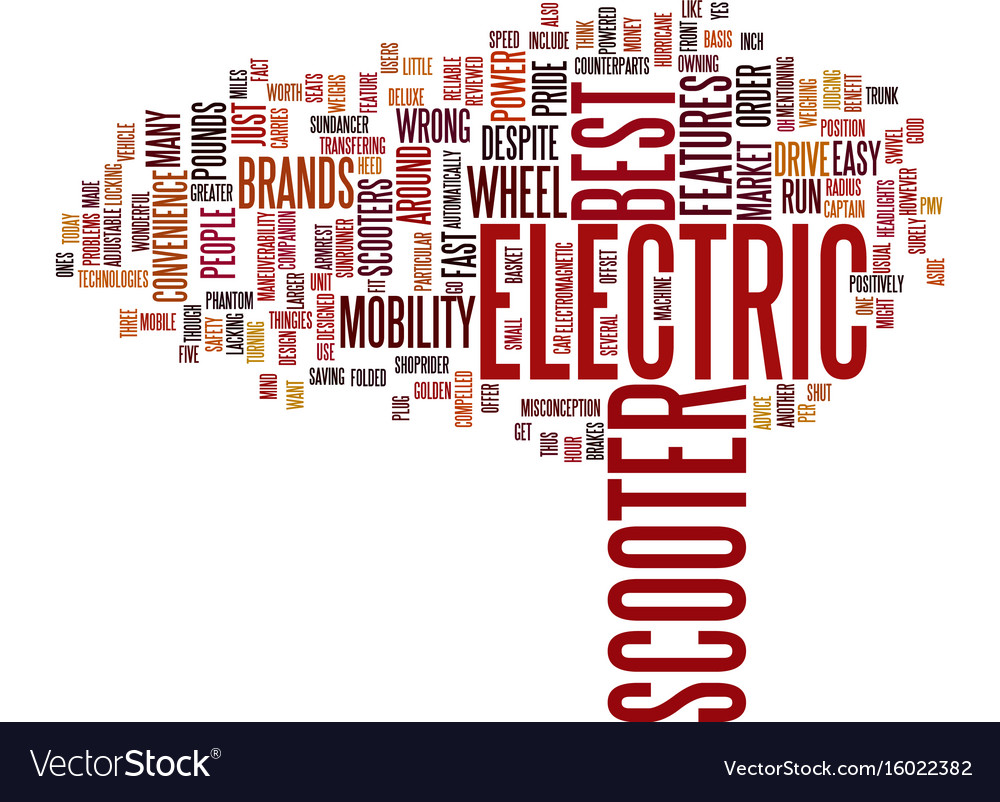 ELECTRIC
SCOOTER
BEST
MOBILITY
WHEEL
BRANDS
FEATURES
CONVENIENCE
MANY
POUNDS
PEOPLE
JUST
WRONG
AROUND
SCOOTERS
FAST
DESPITE
POWER
PRIDE
MARKET
ORDER
DRIVE
EASY
RUN
ALSO
SPEED
INCLUDE
THINK
POWERED
MONEY
HURRICANE
COUNTERPARTS
FRONT
LIKE
OWNING
BASIS
YES
INCH
OH
MENTIONING
WEIGHING
JUDGING
BENEFIT
TRUNK
POSITION
RADIUS
CAPTAIN
SWIVEL
GOOD
HEADLIGHTS
HOWEVER
PMV
USUAL
SURELY
ASIDE
POSITIVELY
ONE
MIGHT
USERS
LITTLE
RELIABLE
REVIEWED
DELUXE
FEATURE
WEIGHS
SEATS
WORTH
FACT
MILES
CARRIES
SUNDANCER
TRANSFERING
HEED
GREATER
VEHICLE
LOCKING
WONDERFUL
ADJUSTABLE
MADE
PROBLEMS
TODAY
ONES
TECHNOLOGIES
THREE
MOBILE
FIVE
THOUGH
PHANTOM
SAFETY
LACKING
TURNING
MANEUVERABILITY
COMPANION
THINGIES
LARGER
UNIT
ARMREST
SUNRUNNER
DESIGN
DESIGNED
USE
FIT
PARTICULAR
AUTOMATICALLY
GO
MIND
WANT
SAVING
FOLDED
SHOPRIDER
PLUG
GOLDEN
COMPELLED
OFFER
SMALL
BASKET
CAR
ELECTROMAGNETIC
OFFSET
SEVERAL
MACHINE
MISCONCEPTION
GET
THUS
HOUR
BRAKES
ADVICE
ANOTHER
PER
SHUT
VectorStock®
VectorStock.com/16022382